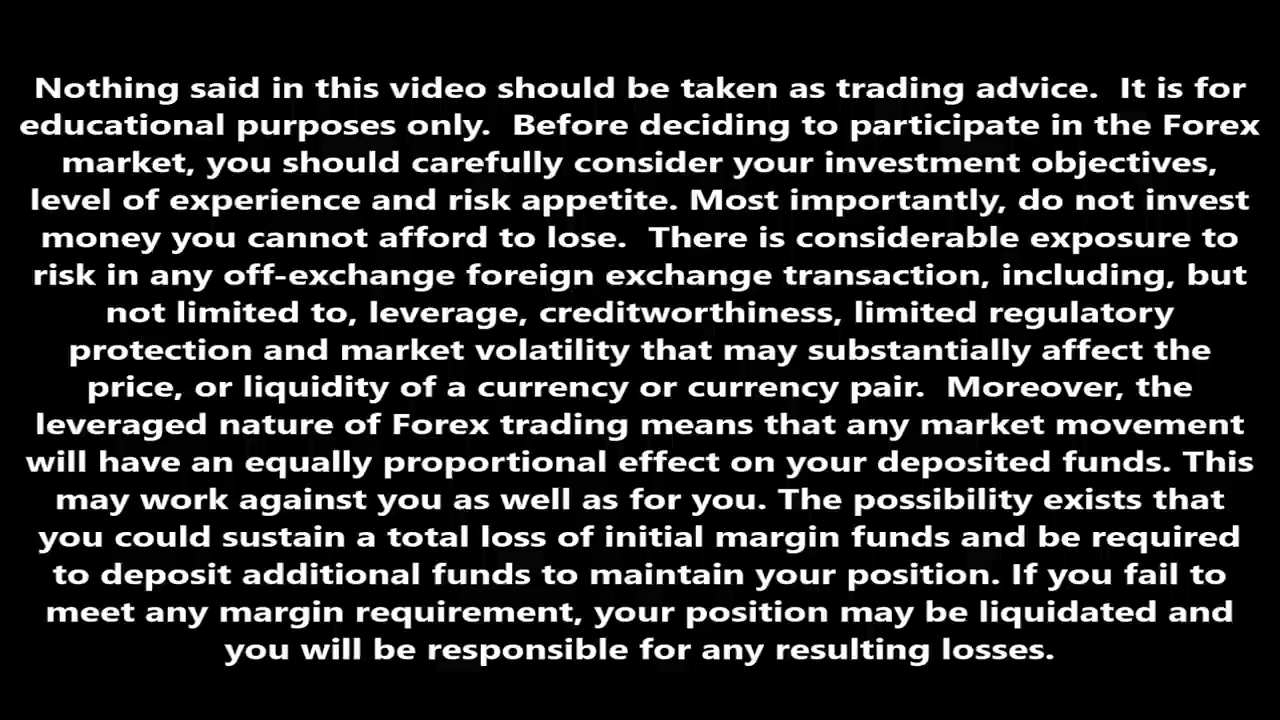 Nothing said in this video should be taken as trading advice.  It is for
educational purposes only.  Before deciding to participate in the Forex
market, you should carefully consider your investment objectives,
level of experience and risk appetite. Most importantly, do not invest
money you cannot afford to lose.  There is considerable exposure to
risk in any off-exchange foreign exchange transaction, including, but
not limited to, leverage, creditworthiness, limited regulatory
protection and market volatility that may substantially affect the
price, or liquidity of a currency or currency pair.  Moreover, the
leveraged nature of Forex trading means that any market movement
will have an equally proportional effect on your deposited funds. This
may work against you as well as for you. The possibility exists that
you could sustain a total loss of initial margin funds and be required
to deposit additional funds to maintain your position. If you fail to
meet any margin requirement, your position may be liquidated and
you will be responsible for any resulting losses.